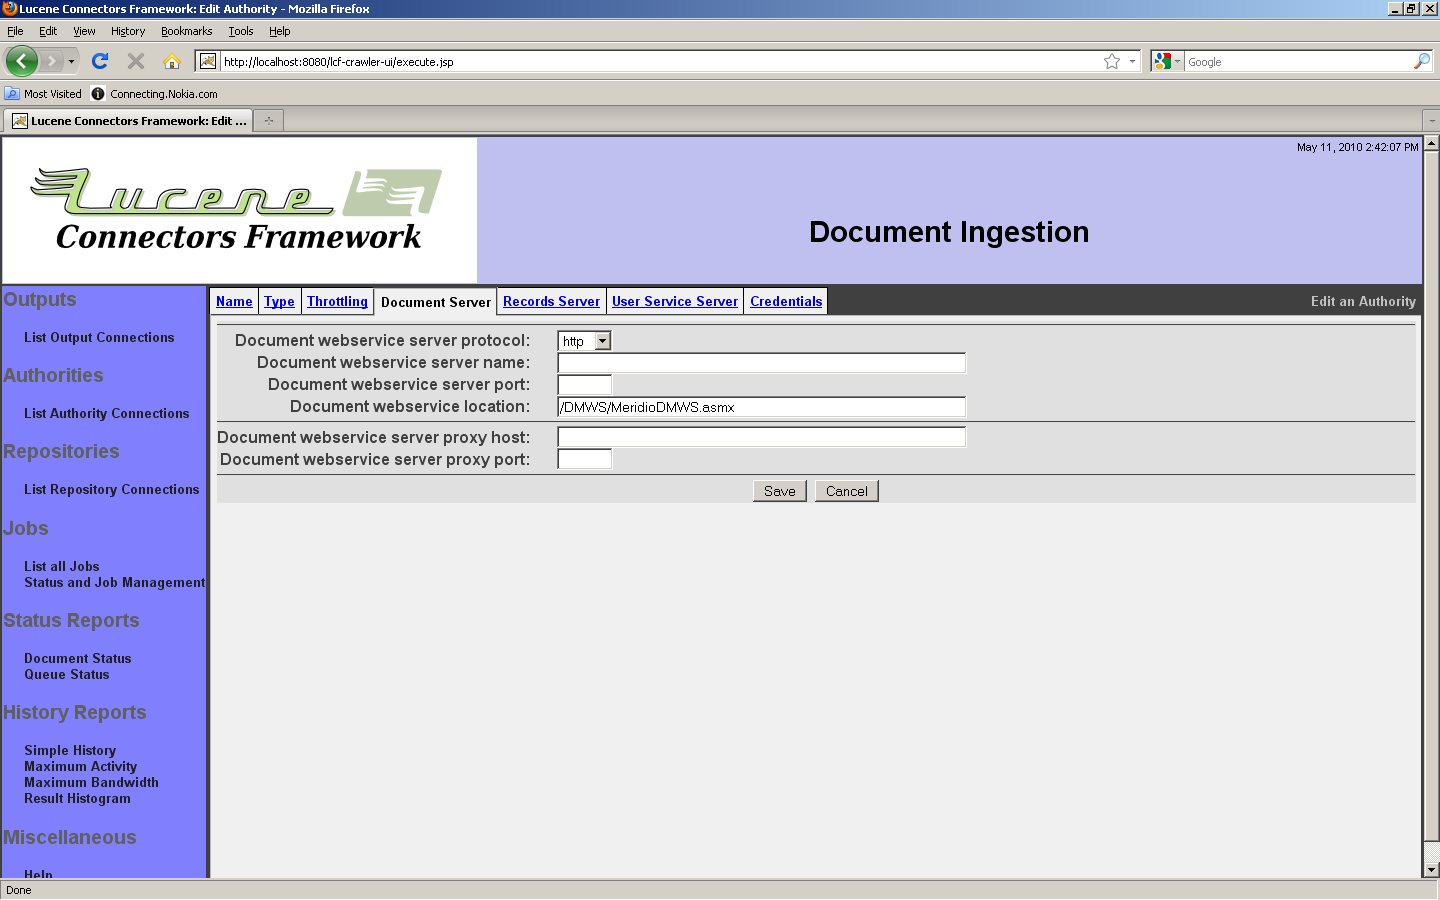 Lucene Connectors Framework: Edit Authority - Mozilla Firefox
File Edit View History Bookmarks Tools Help
http://localhost:8080/lcf-crawler-ui/execute.jsp
Google
Most Visited Connecting.Nokia.com
Lucene Connectors Framework: Edit ...
May 11, 2010 2:42:07 PM
Lucene
Connectors Framework
Document Ingestion
Name Type Throttling Document Server Records Server User Service Server Credentials Edit an Authority
Outputs
List Output Connections
Authorities
List Authority Connections
Repositories
List Repository Connections
Jobs
List all Jobs
Status and Job Management
Status Reports
Document Status
Queue Status
History Reports
Simple History
Maximum Activity
Maximum Bandwidth
Result Histogram
Miscellaneous
Help
Document webservice server protocol: http
Document webservice server name:
Document webservice server port:
Document webservice location: /DMWS/MeridioDMWS.asmx
Document webservice server proxy host:
Document webservice server proxy port:
Save Cancel
Done